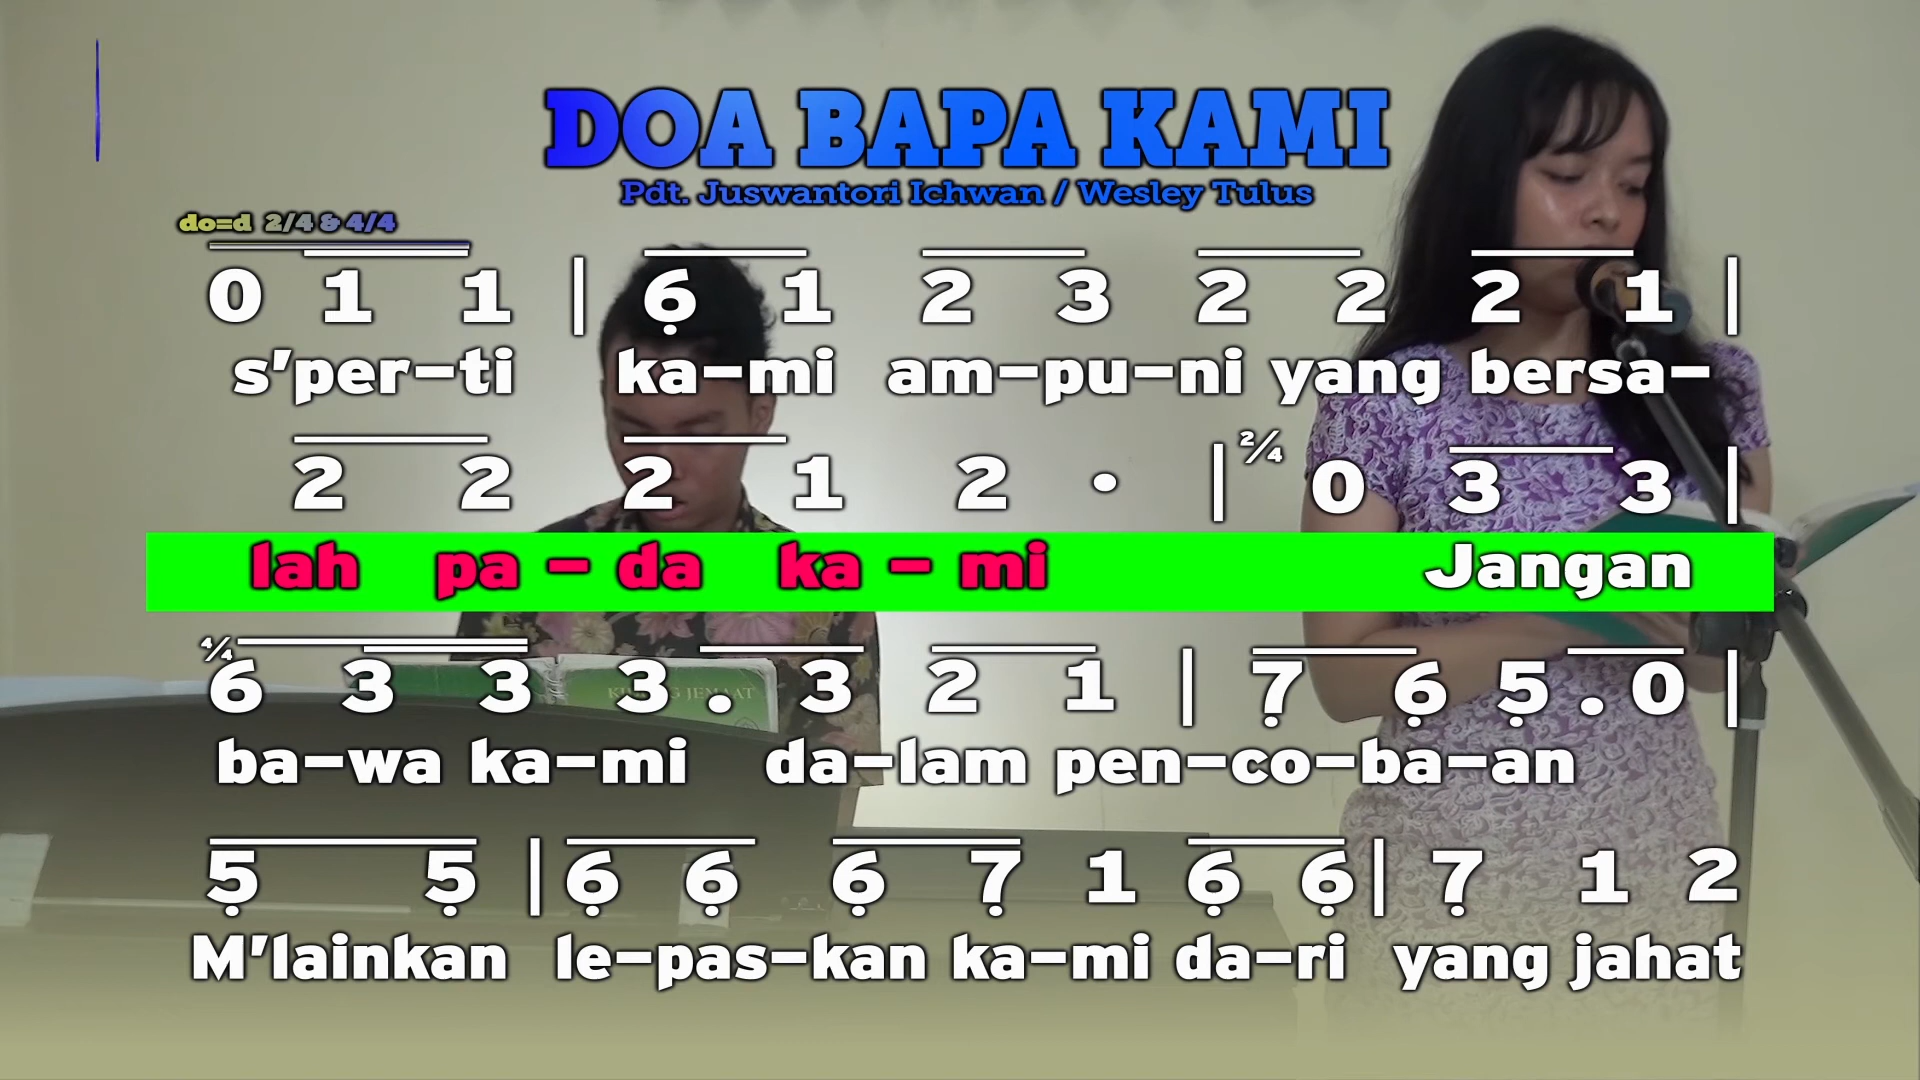 DOA BAPA KAMI
Pdt. Juswantori Ichwan / Wesley Tulus
do=d 2/4 & 4/4
0 1 1 | 6̣ 1 2 3 2 2 2 1 |
s'per-ti ka-mi am-pu-ni yang bersa-
2 2 2 1 2 • | 2/4 0 3 3 |
lah pa - da ka - mi Jangan
4/4 6 3 3 3 . 3 2 1 | 7̣ 6̣ 5̣ . 0 |
ba-wa ka-mi da-lam pen-co-ba-an
5̣ 5̣ | 6̣ 6̣ 6̣ 7̣ 1 6̣ 6̣ | 7̣ 1 2
M'lainkan le-pas-kan ka-mi da-ri yang jahat